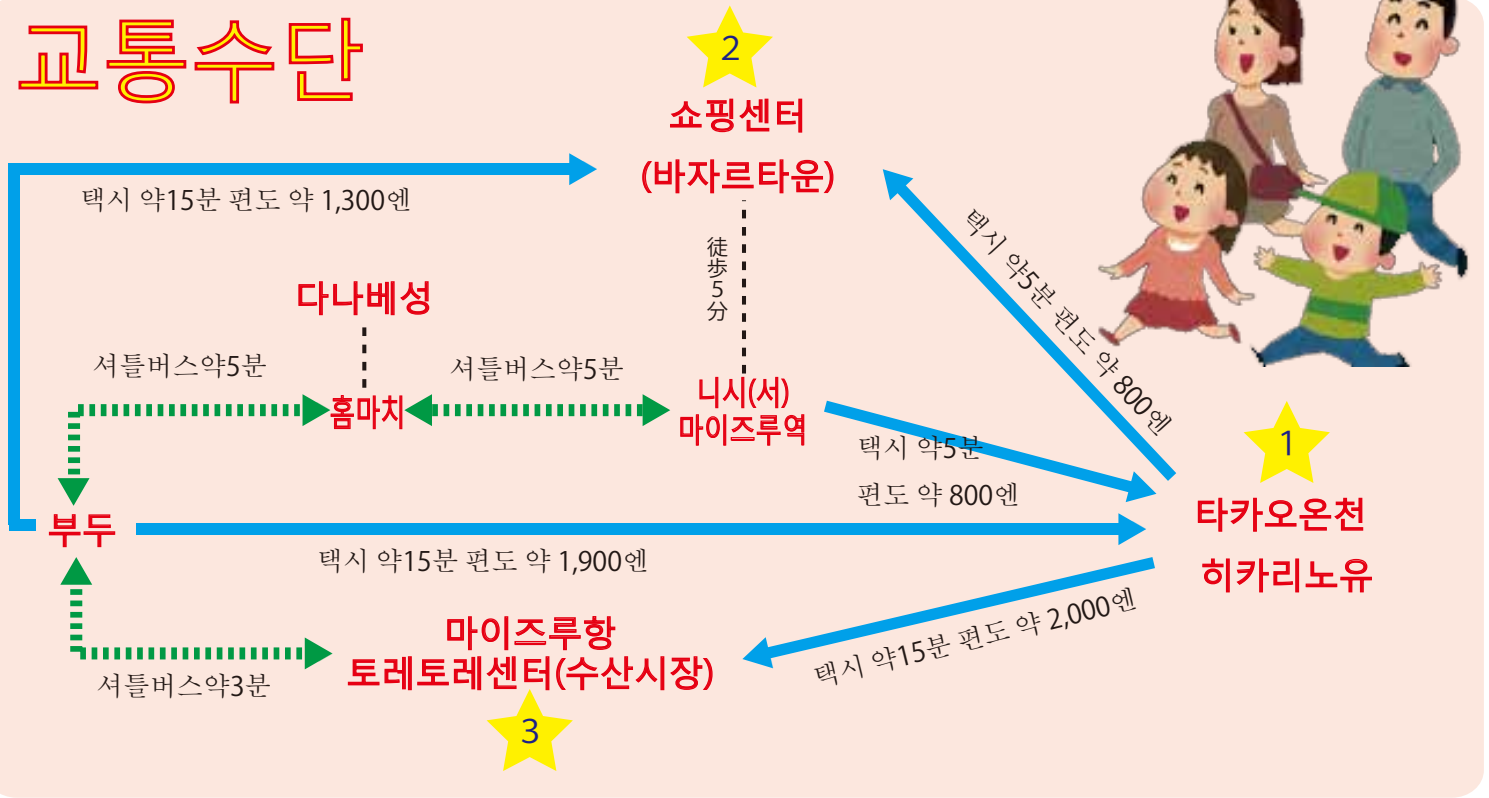 교통수단
2
쇼핑센터
(바자르타운)
택시 약15분 편도 약 1,300엔
徒歩5分
택시 약5분 편도 약 800엔
다나베성
셔틀버스약5분
셔틀버스약5분
홈마치
니시(서)
마이즈루역
택시 약5분
편도 약 800엔
1
타카오온천
히카리노유
부두
택시 약15분 편도 약 1,900엔
택시 약15분 편도 약 2,000엔
마이즈루항
토레토레센터(수산시장)
셔틀버스약3분
3